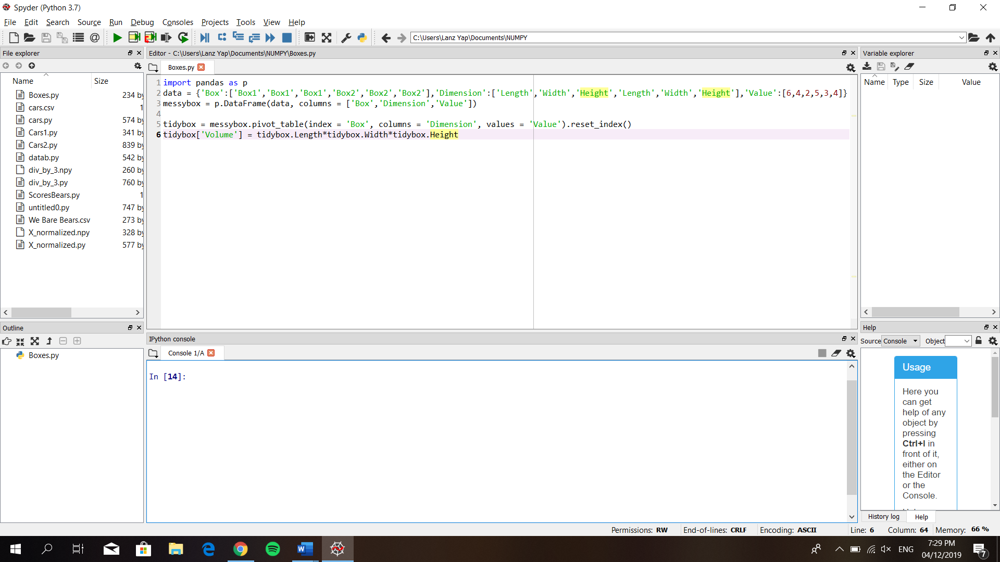 Spyder (Python 3.7)
File Edit Search Source Run Debug Consoles Projects Tools View Help
C:\Users\Lanz Yap\Documents\NUMPY
File explorer
Name Size
Boxes.py 234 by
cars.csv 1
cars.py 574 by
Cars1.py 341 by
Cars2.py 839 by
datab.py 542 by
div_by_3.npy 260 by
div_by_3.py 760 by
ScoresBears.py 1
untitled0.py 747 by
We Bare Bears.csv 273 by
X_normalized.npy 328 by
X_normalized.py 577 by
Outline
Boxes.py
Editor - C:\Users\Lanz Yap\Documents\NUMPY\Boxes.py
Boxes.py
1 import pandas as p
2 data = {'Box':['Box1','Box1','Box1','Box2','Box2','Box2'],'Dimension':['Length','Width','Height','Length','Width','Height'],'Value':[6,4,2,5,3,4]}
3 messybox = p.DataFrame(data, columns = ['Box','Dimension','Value'])
4
5 tidybox = messybox.pivot_table(index = 'Box', columns = 'Dimension', values = 'Value').reset_index()
6 tidybox['Volume'] = tidybox.Length*tidybox.Width*tidybox.Height
IPython console
Console 1/A
In [14]:
Variable explorer
Name Type Size Value
Help
Source Console Object
Usage
Here you
can get
help of any
object by
pressing
Ctrl+I in
front of it,
either on
the Editor
or the
Console.
History log Help
Permissions: RW End-of-lines: CRLF Encoding: ASCII Line: 6 Column: 64 Memory: 66 %
ENG
7:29 PM
04/12/2019
7